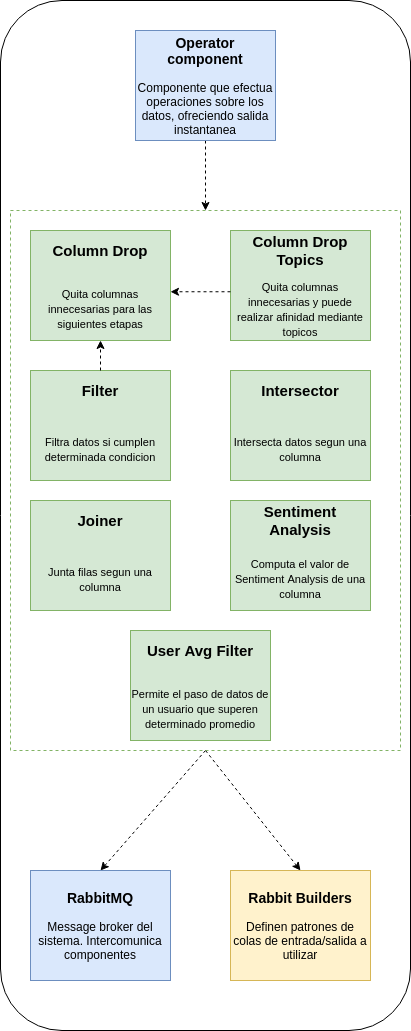 Operator
component
Componente que efectua
operaciones sobre los
datos, ofreciendo salida
instantanea
Column Drop
Quita columnas
innecesarias para las
siguientes etapas
Column Drop
Topics
Quita columnas
innecesarias y puede
realizar afinidad mediante
topicos
Filter
Filtra datos si cumplen
determinada condicion
Intersector
Intersecta datos segun una
columna
Joiner
Junta filas segun una
columna
Sentiment
Analysis
Computa el valor de
Sentiment Analysis de una
columna
User Avg Filter
Permite el paso de datos de
un usuario que superen
determinado promedio
RabbitMQ
Message broker del
sistema. Intercomunica
componentes
Rabbit Builders
Definen patrones de
colas de entrada/salida a
utilizar